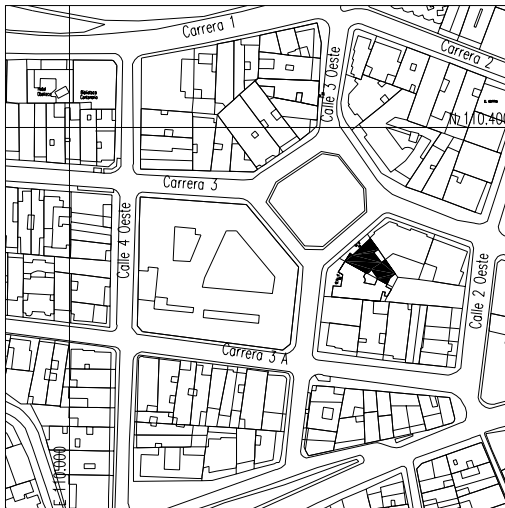 Carrera 1
Calle 3 Oeste
Carrera 2
N: 110.400
Carrera 3
Calle 4 Oeste
Calle 2 Oeste
Carrera 3 A
E 110.000